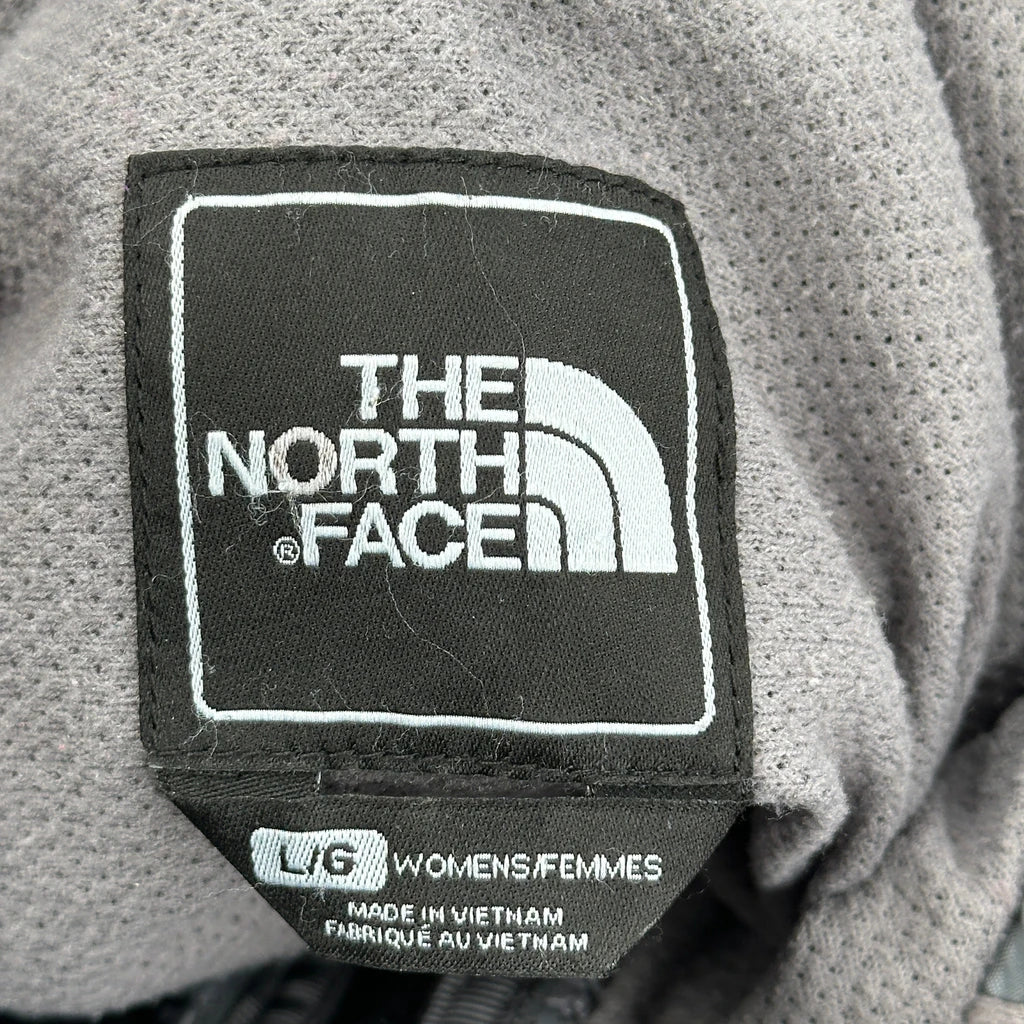 THE
NORTH
®FACE
L/G WOMENS/FEMMES
MADE IN VIETNAM
FABRIQUÉ AU VIETNAM